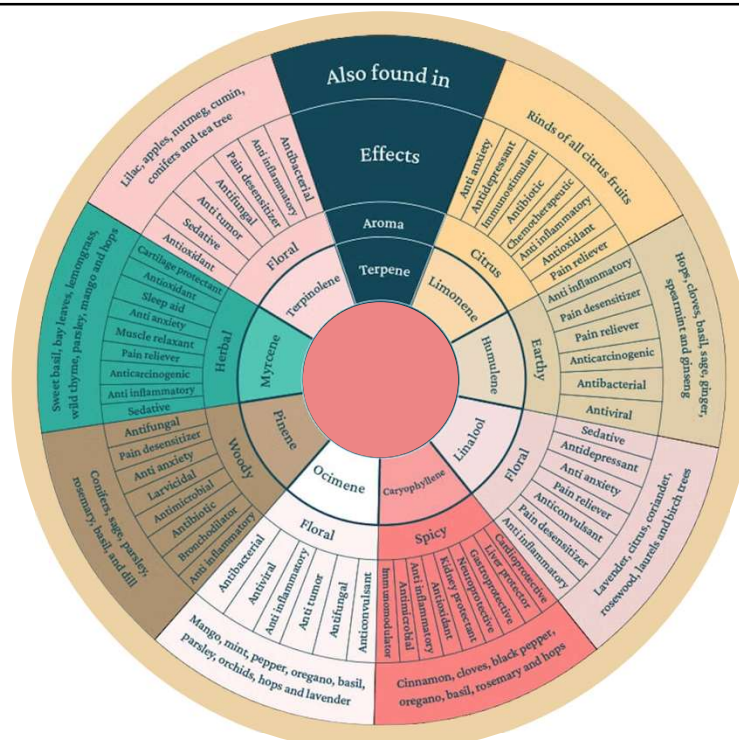 Also found in
Effects
Aroma
Terpene
Rinds of all citrus fruits
Anti anxiety
Antidepressant
Immunostimulant
Antibiotic
Chemotherapeutic
Anti inflammatory
Antioxidant
Pain reliever
Citrus
Limonene
Hops, cloves, basil, sage, ginger,
spearmint and ginseng
Anti inflammatory
Pain desensitizer
Pain reliever
Anticarcinogenic
Antibacterial
Antiviral
Earthy
Humulene
Lavender, citrus, coriander,
rosewood, laurels and birch trees
Sedative
Antidepressant
Anti anxiety
Pain reliever
Anticonvulsant
Pain desensitizer
Anti inflammatory
Floral
Linalool
Cinnamon, cloves, black pepper,
oregano, basil, rosemary and hops
Cardioprotective
Liver protector
Gastroprotective
Neuroprotective
Kidney protectant
Antioxidant
Anti inflammatory
Antimicrobial
Immunomodulator
Spicy
Caryophyllene
Mango, mint, pepper, oregano, basil,
parsley, orchids, hops and lavender
Anticonvulsant
Antifungal
Anti tumor
Anti inflammatory
Antiviral
Antibacterial
Floral
Ocimene
Conifers, sage, parsley,
rosemary, basil, and dill
Anti inflammatory
Bronchodilator
Antibiotic
Antimicrobial
Larvicidal
Anti anxiety
Pain desensitizer
Antifungal
Woody
Pinene
Sweet basil, bay leaves, lemongrass,
wild thyme, parsley, mango and hops
Sedative
Anti inflammatory
Anticarcinogenic
Pain reliever
Muscle relaxant
Anti anxiety
Sleep aid
Antioxidant
Cartilage protectant
Herbal
Myrcene
Lilac, apples, nutmeg, cumin,
conifers and tea tree
Antioxidant
Sedative
Anti tumor
Antifungal
Pain desensitizer
Anti inflammatory
Antibacterial
Floral
Terpinolene